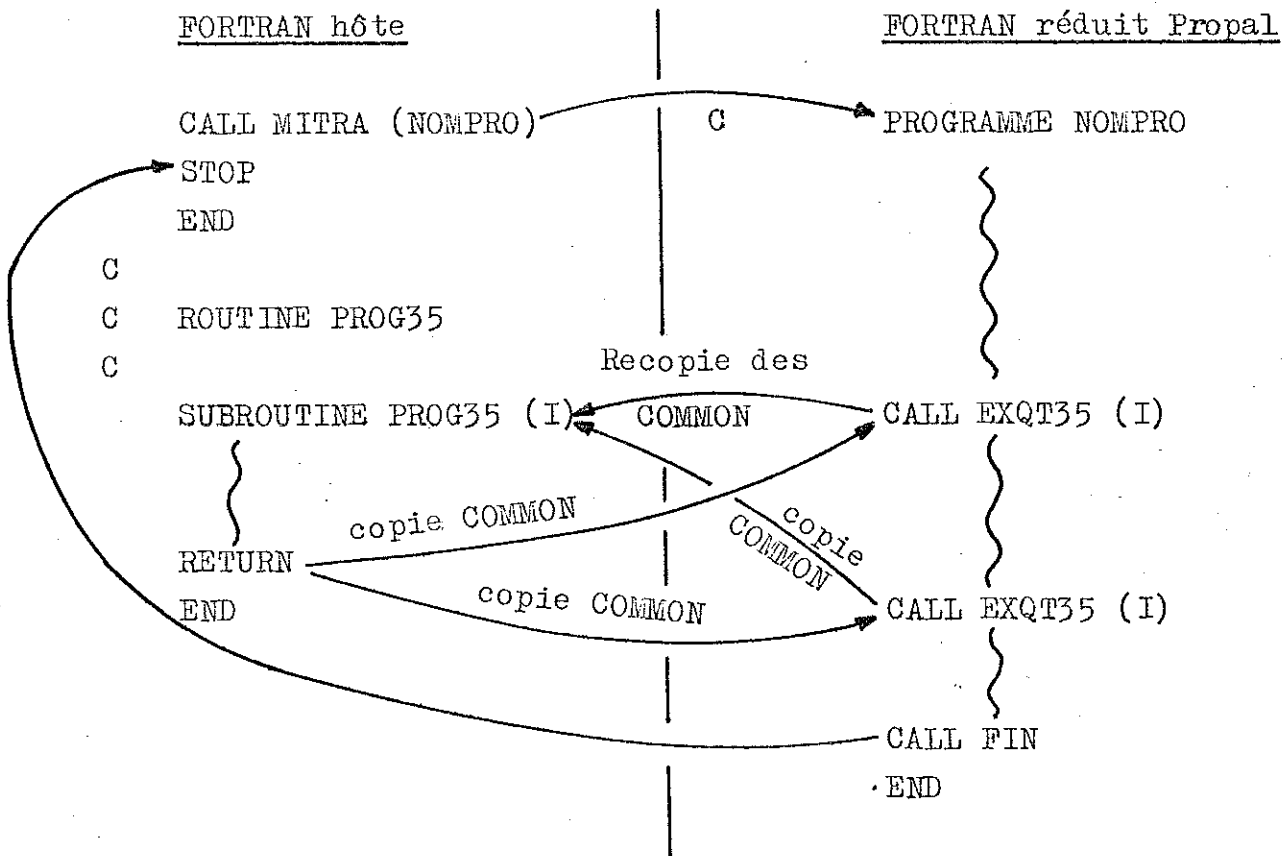 FORTRAN hôte
FORTRAN réduit Propal
CALL MITRA (NOMPRO)
C
PROGRAMME NOMPRO
STOP
END
C
C ROUTINE PROG35
C
Recopie des
COMMON
SUBROUTINE PROG35 (I)
CALL EXQT35 (I)
copie COMMON
copie
COMMON
RETURN
END
copie COMMON
CALL EXQT35 (I)
CALL FIN
END